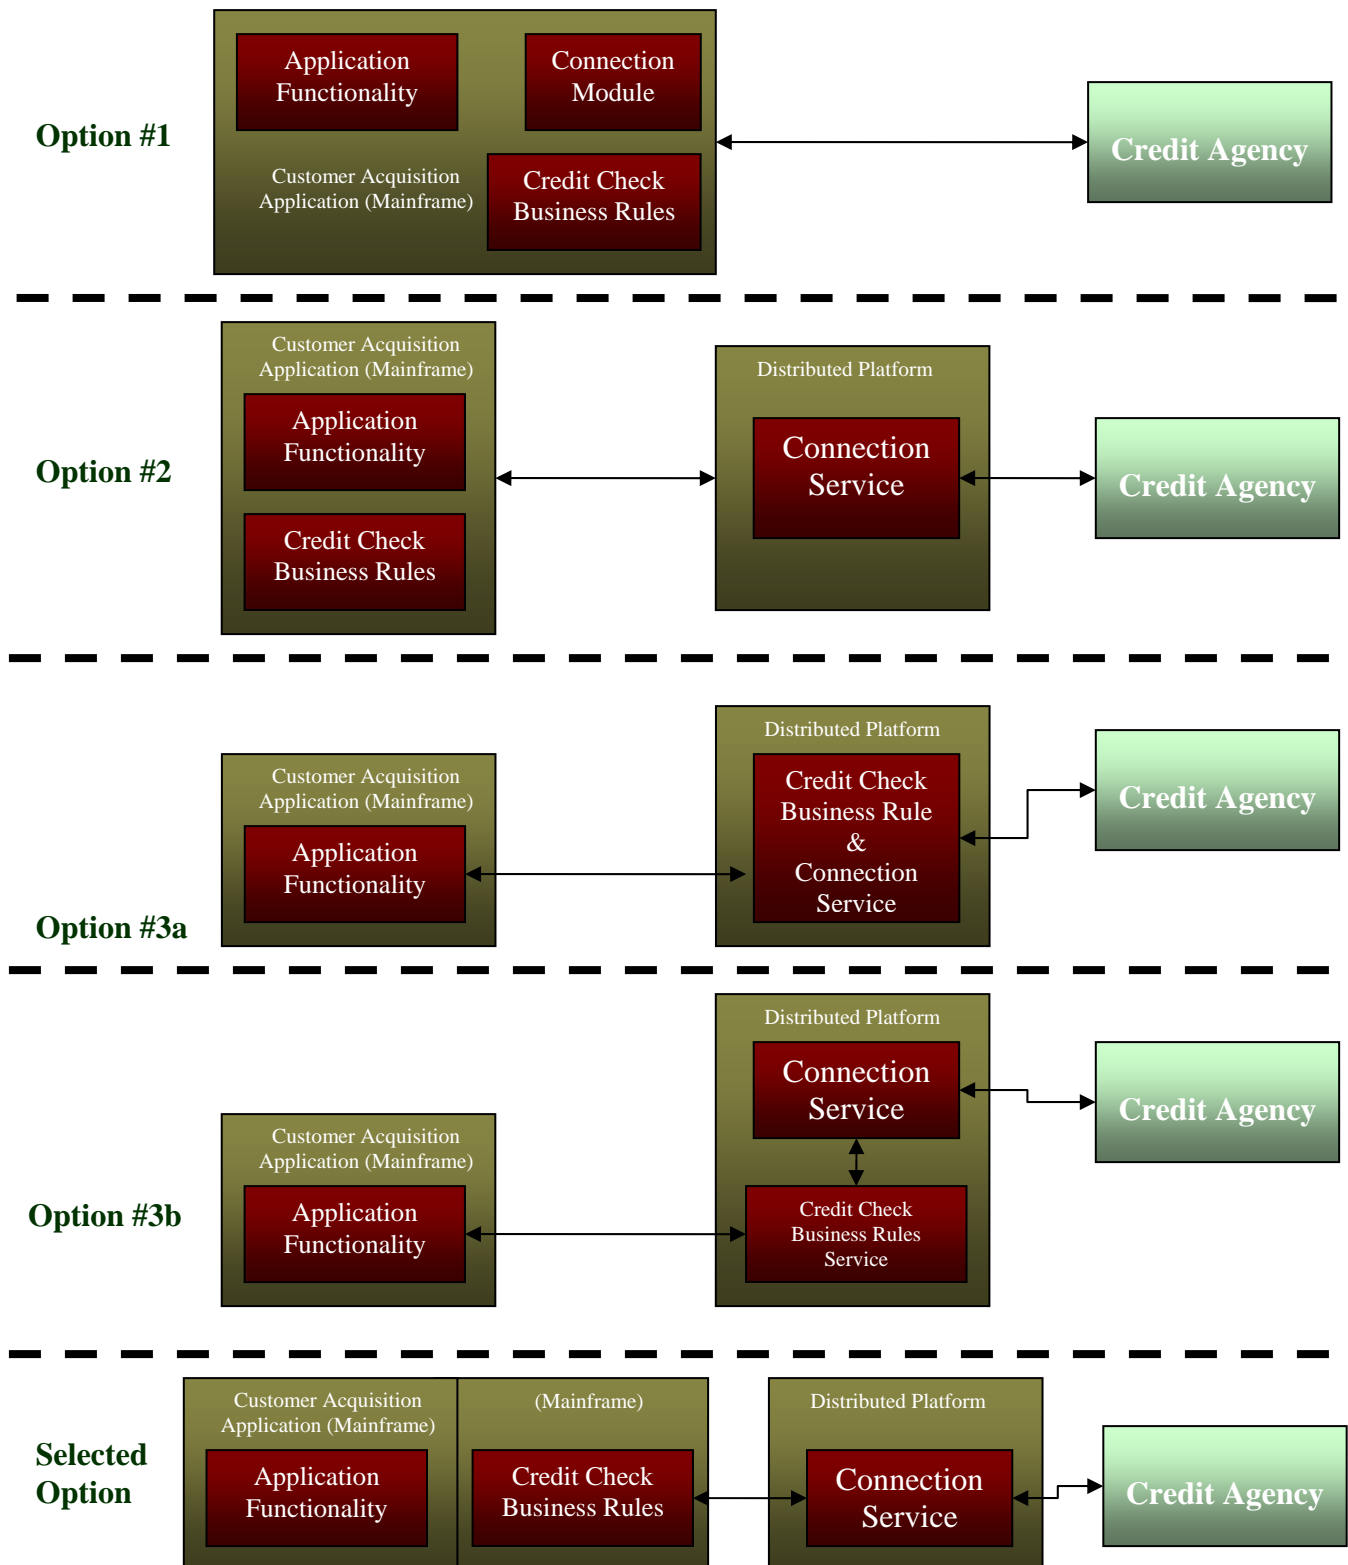 Option #1
Application
Functionality
Connection
Module
Customer Acquisition
Application (Mainframe)
Credit Check
Business Rules
Credit Agency
Option #2
Customer Acquisition
Application (Mainframe)
Application
Functionality
Credit Check
Business Rules
Distributed Platform
Connection
Service
Credit Agency
Option #3a
Customer Acquisition
Application (Mainframe)
Application
Functionality
Distributed Platform
Credit Check
Business Rule
&
Connection
Service
Credit Agency
Option #3b
Customer Acquisition
Application (Mainframe)
Application
Functionality
Distributed Platform
Connection
Service
Credit Check
Business Rules
Service
Credit Agency
Selected
Option
Customer Acquisition
Application (Mainframe)
Application
Functionality
(Mainframe)
Credit Check
Business Rules
Distributed Platform
Connection
Service
Credit Agency